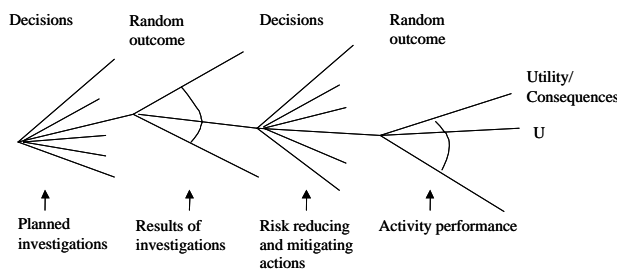 Decisions
Random
outcome
Decisions
Random
outcome
Utility/
Consequences
U
Planned
investigations
Results of
investigations
Risk reducing
and mitigating
actions
Activity performance